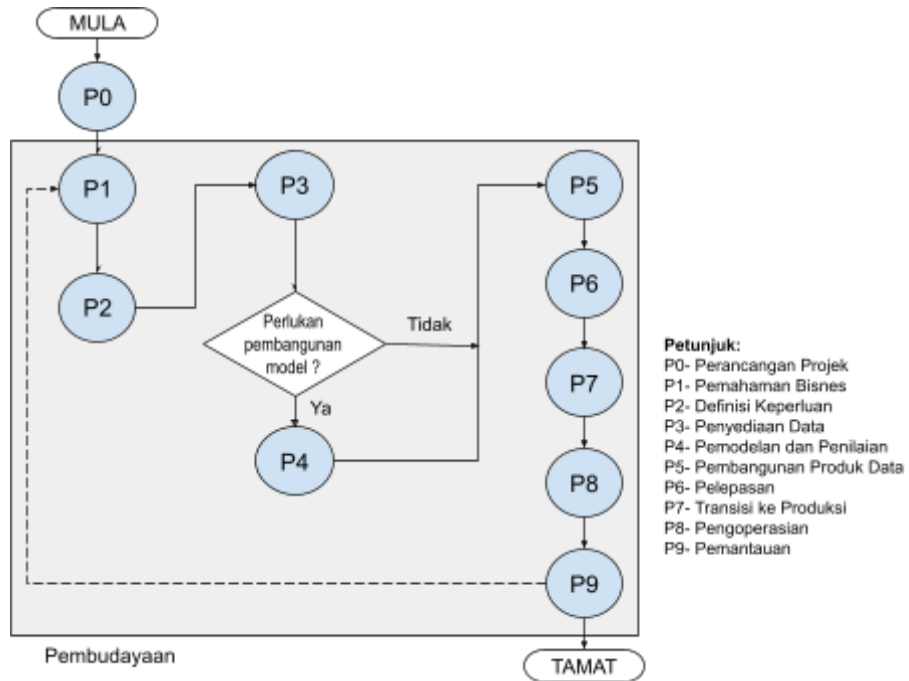 MULA
P0
P1
P3
P5
P2
P6
Perlukan
pembangunan
model ?
Tidak
Ya
P7
P4
P8
P9
Pembudayaan
TAMAT
Petunjuk:
P0- Perancangan Projek
P1- Pemahaman Bisnes
P2- Definisi Keperluan
P3- Penyediaan Data
P4- Pemodelan dan Penilaian
P5- Pembangunan Produk Data
P6- Pelepasan
P7- Transisi ke Produksi
P8- Pengoperasian
P9- Pemantauan